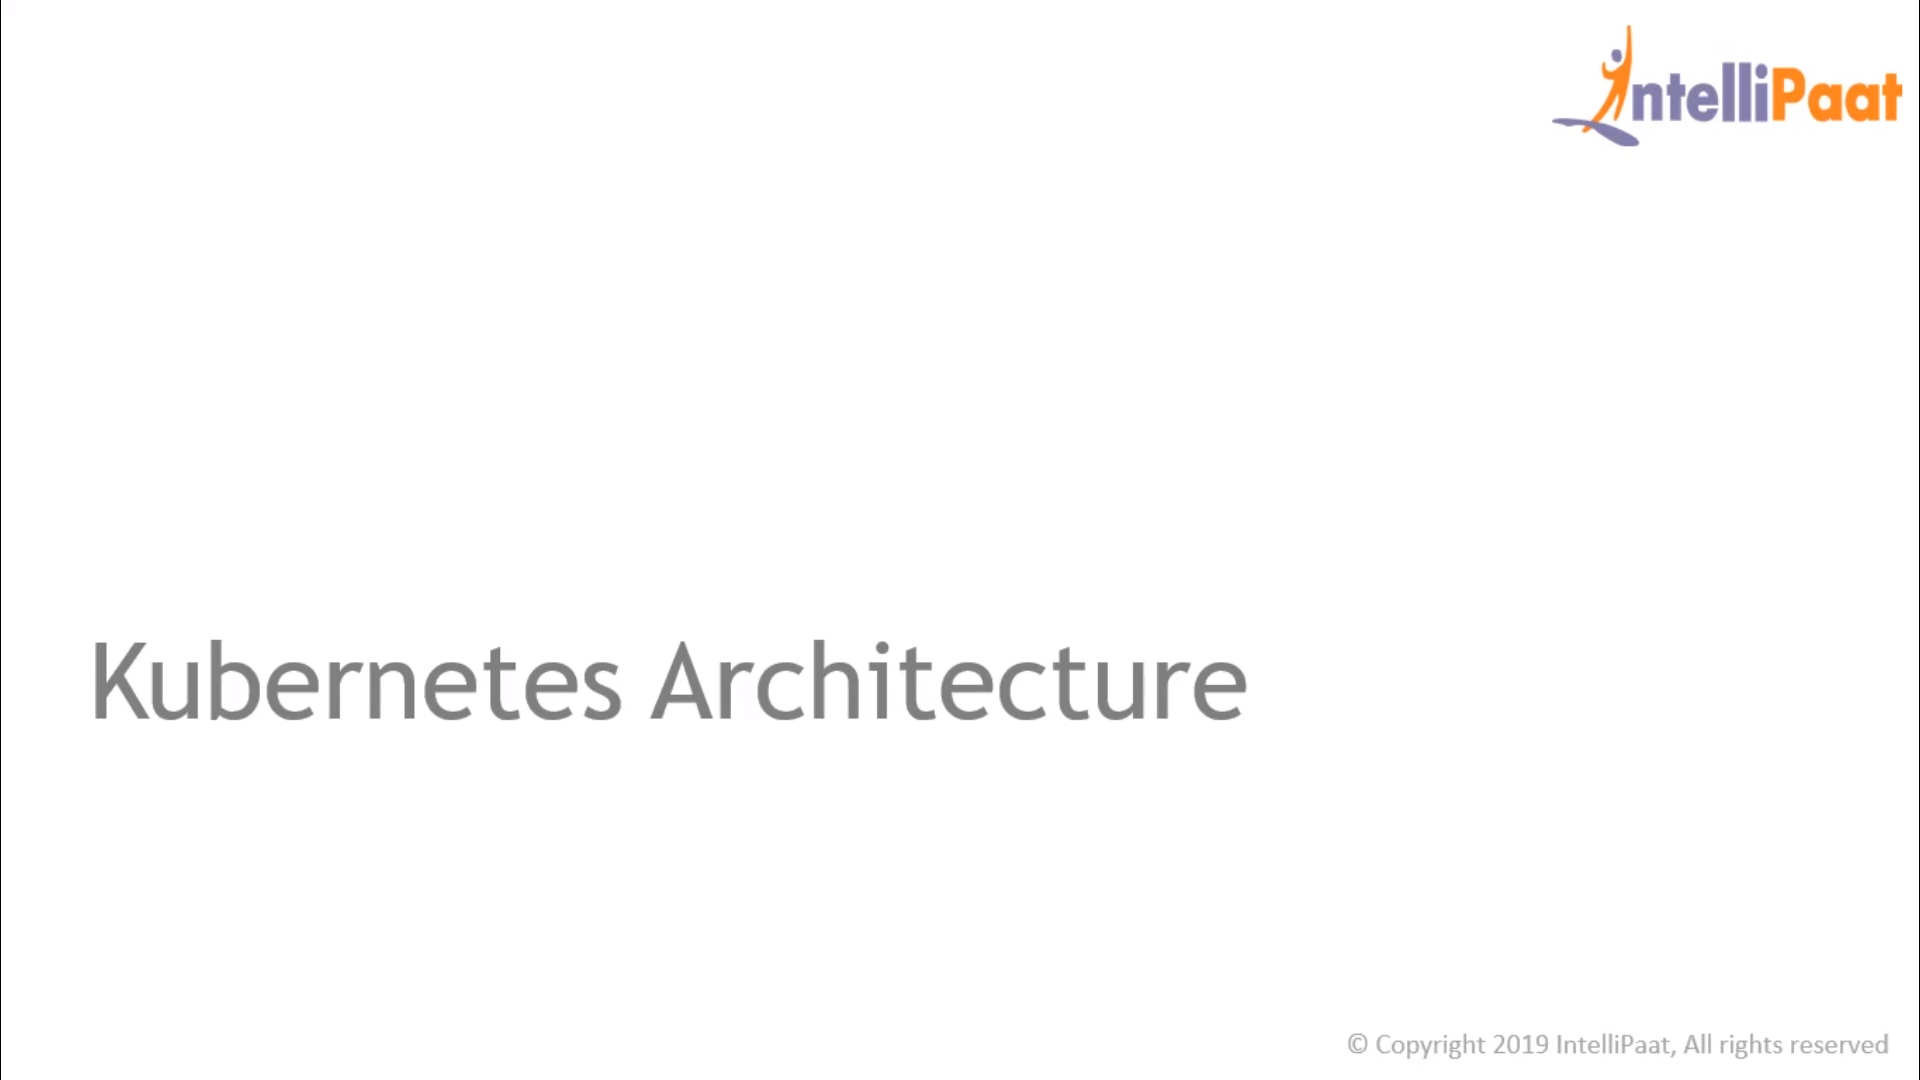 IntelliPaat
Kubernetes Architecture
© Copyright 2019 IntelliPaat, All rights reserved